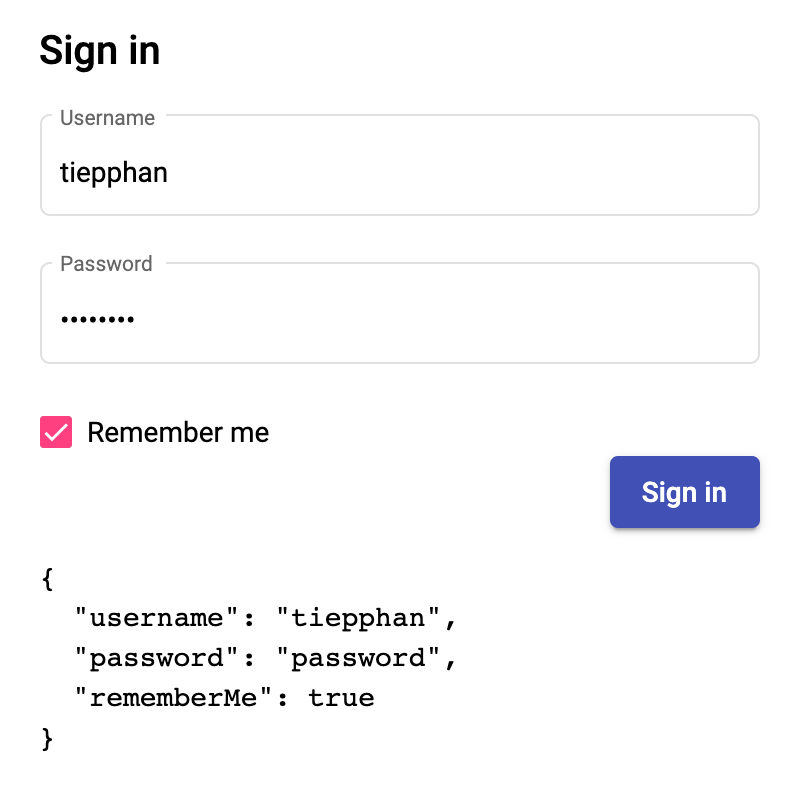 Sign in
Username
tiepphan
Password
••••••••
Remember me
Sign in
{
  "username": "tiepphan",
  "password": "password",
  "rememberMe": true
}